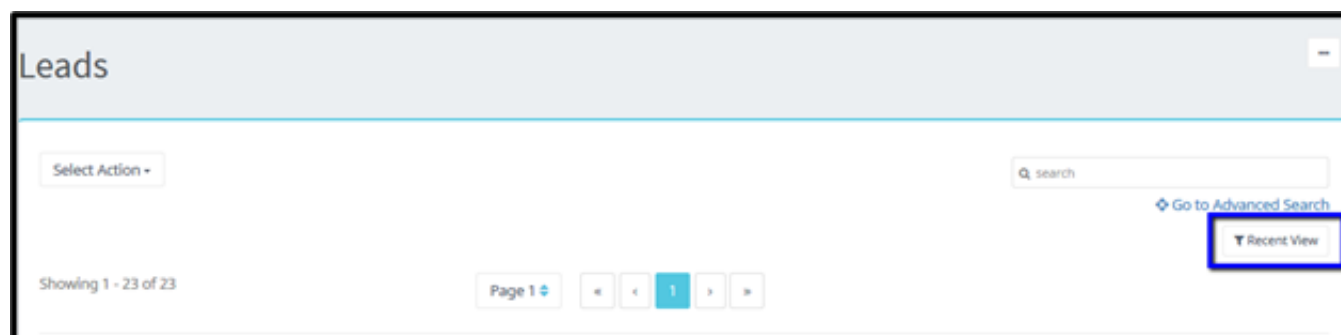 Leads
Select Action
search
Go to Advanced Search
Recent View
Showing 1 - 23 of 23
Page 1 « ‹ 1 › »